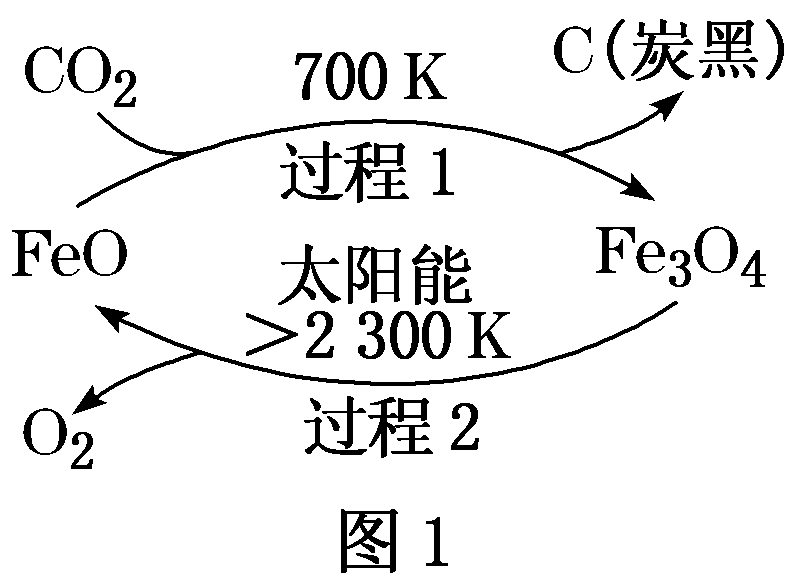 CO₂
700 K
C(炭黑)
过程 1
FeO
太阳能
>2 300 K
Fe₃O₄
O₂
过程 2
图 1